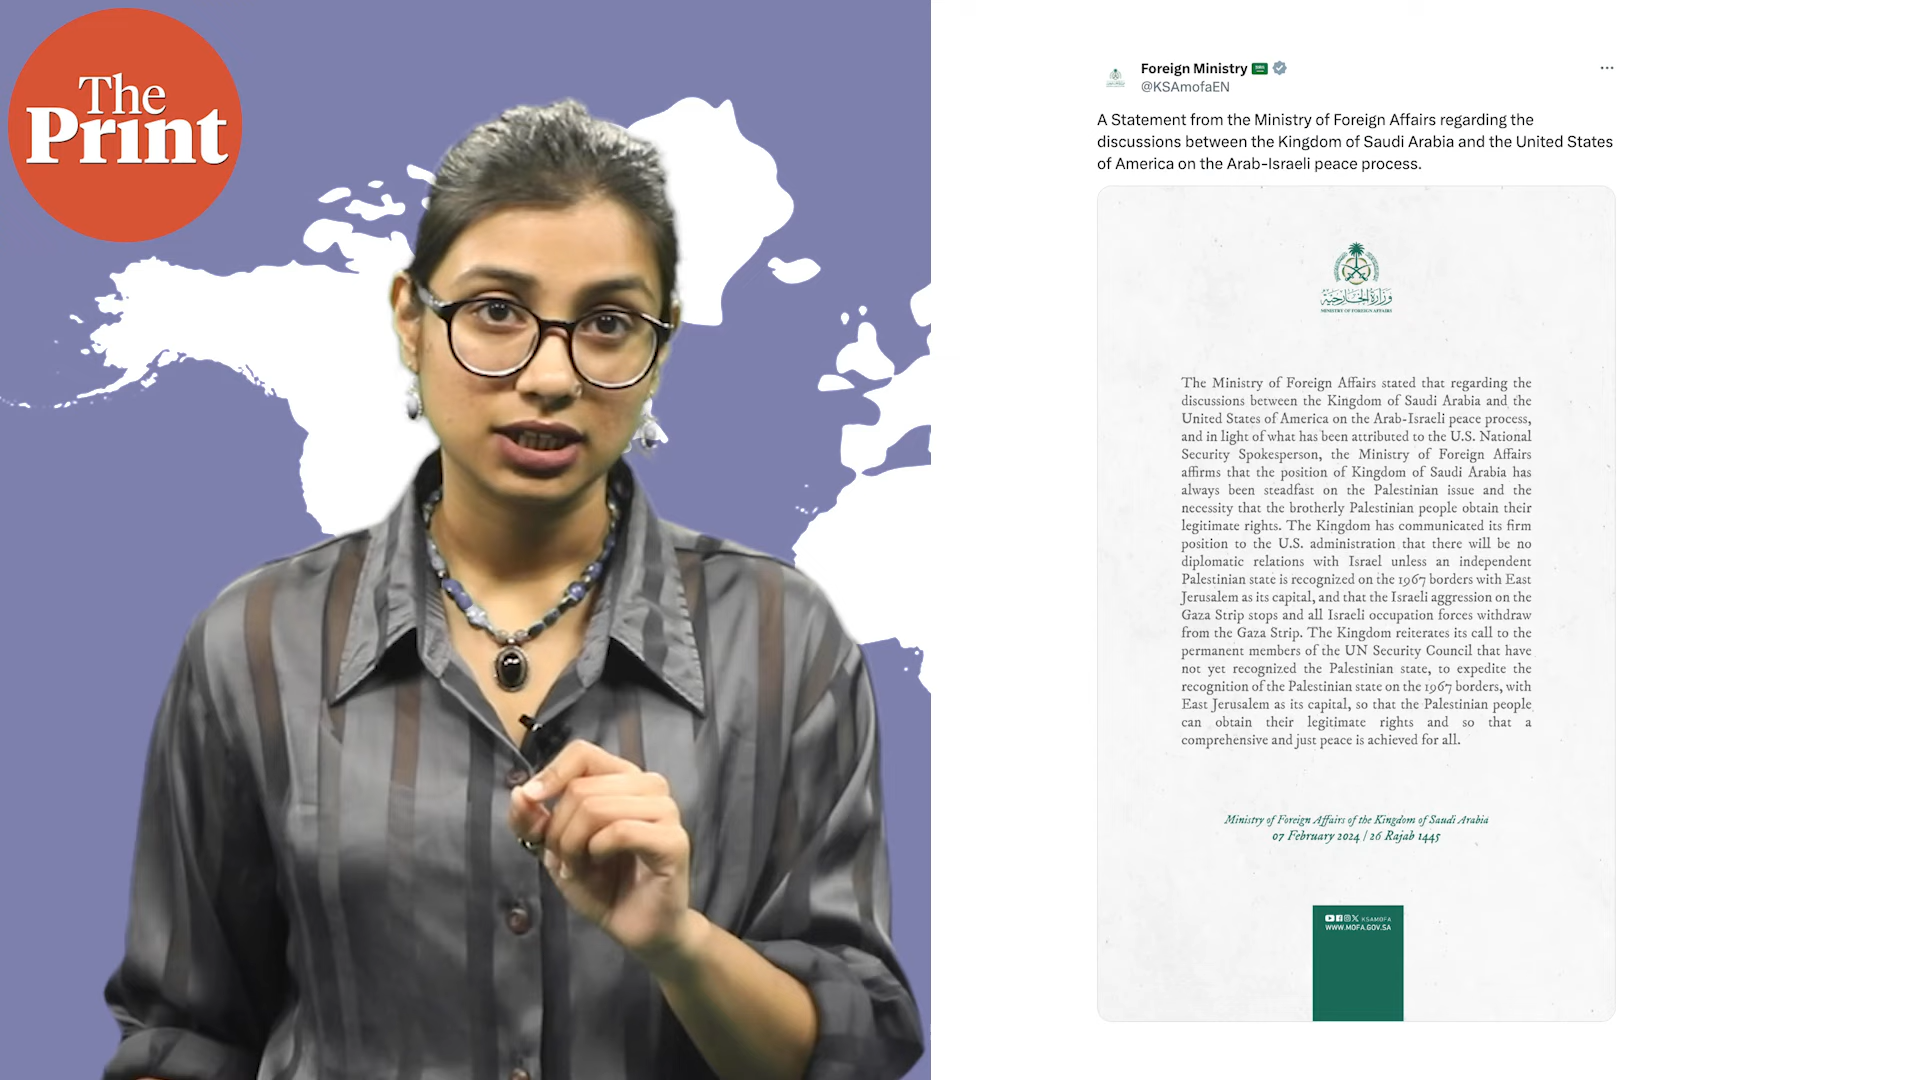 The
Print
Foreign Ministry
@KSAmofaEN
A Statement from the Ministry of Foreign Affairs regarding the
discussions between the Kingdom of Saudi Arabia and the United States
of America on the Arab-Israeli peace process.
وزارة الخارجية
MINISTRY OF FOREIGN AFFAIRS
The Ministry of Foreign Affairs stated that regarding the
discussions between the Kingdom of Saudi Arabia and the
United States of America on the Arab-Israeli peace process,
and in light of what has been attributed to the U.S. National
Security Spokesperson, the Ministry of Foreign Affairs
affirms that the position of Kingdom of Saudi Arabia has
always been steadfast on the Palestinian issue and the
necessity that the brotherly Palestinian people obtain their
legitimate rights. The Kingdom has communicated its firm
position to the U.S. administration that there will be no
diplomatic relations with Israel unless an independent
Palestinian state is recognized on the 1967 borders with East
Jerusalem as its capital, and that the Israeli aggression on the
Gaza Strip stops and all Israeli occupation forces withdraw
from the Gaza Strip. The Kingdom reiterates its call to the
permanent members of the UN Security Council that have
not yet recognized the Palestinian state, to expedite the
recognition of the Palestinian state on the 1967 borders, with
East Jerusalem as its capital, so that the Palestinian people
can obtain their legitimate rights and so that a
comprehensive and just peace is achieved for all.
Ministry of Foreign Affairs of the Kingdom of Saudi Arabia
07 February 2024 / 26 Rajab 1445
KSAMOFA
WWW.MOFA.GOV.SA